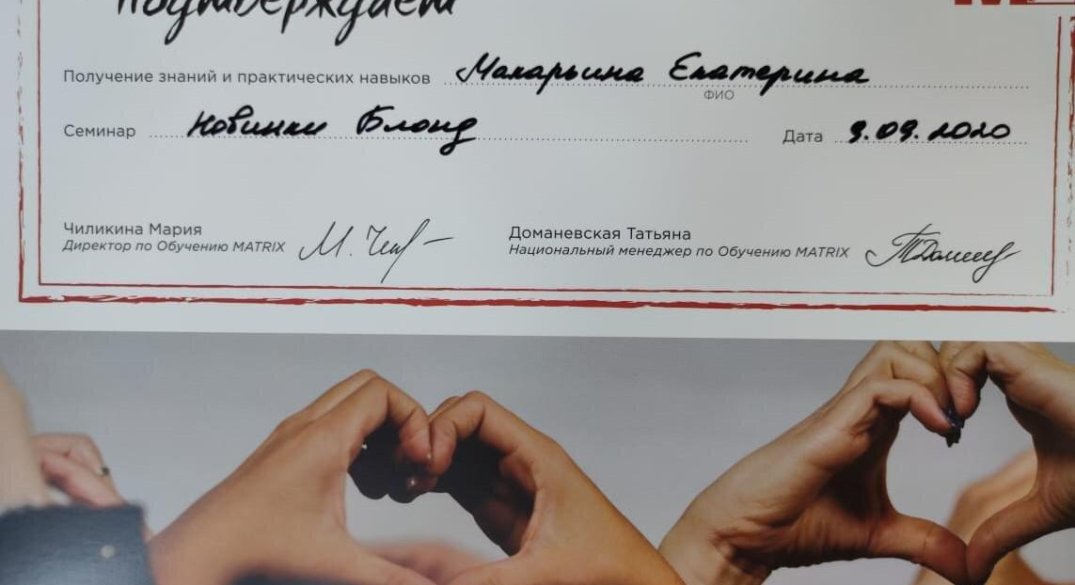 подтверждает
Получение знаний и практических навыков Макарьина Екатерина
ФИО
Семинар Новинки Блонд Дата 9.09.2020
Чиликина Мария
Директор по Обучению MATRIX
Доманевская Татьяна
Национальный менеджер по Обучению MATRIX